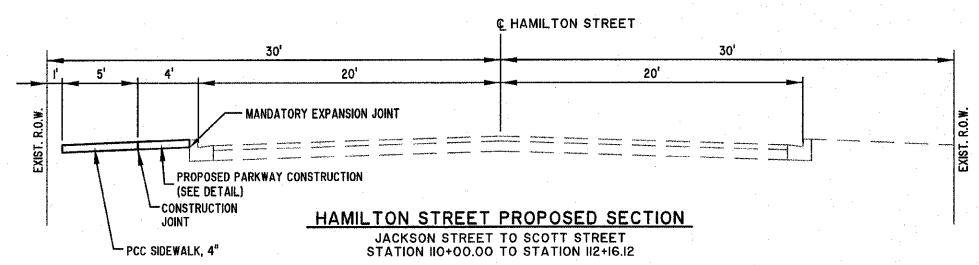 ℄ HAMILTON STREET
30' 30'
1' 5' 4' 20' 20'
MANDATORY EXPANSION JOINT
EXIST. R.O.W.
EXIST. R.O.W.
PROPOSED PARKWAY CONSTRUCTION
(SEE DETAIL)
CONSTRUCTION
JOINT
PCC SIDEWALK, 4"
HAMILTON STREET PROPOSED SECTION
JACKSON STREET TO SCOTT STREET
STATION 110+00.00 TO STATION 112+16.12